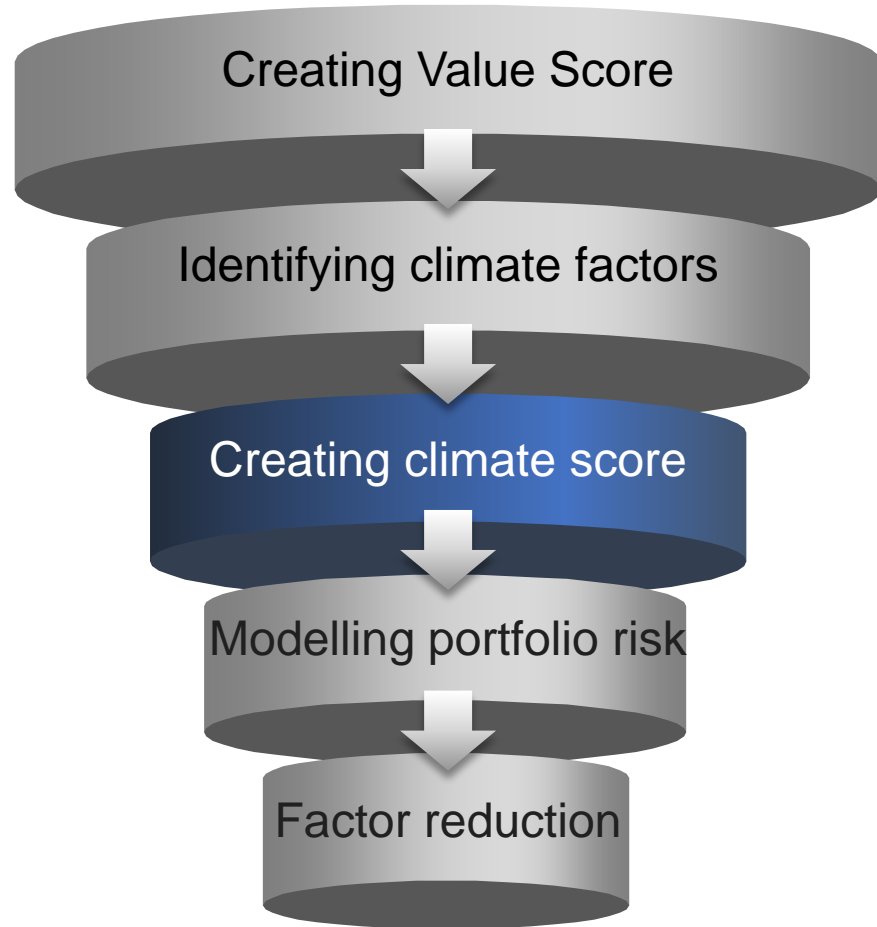 Creating Value Score
Identifying climate factors
Creating climate score
Modelling portfolio risk
Factor reduction